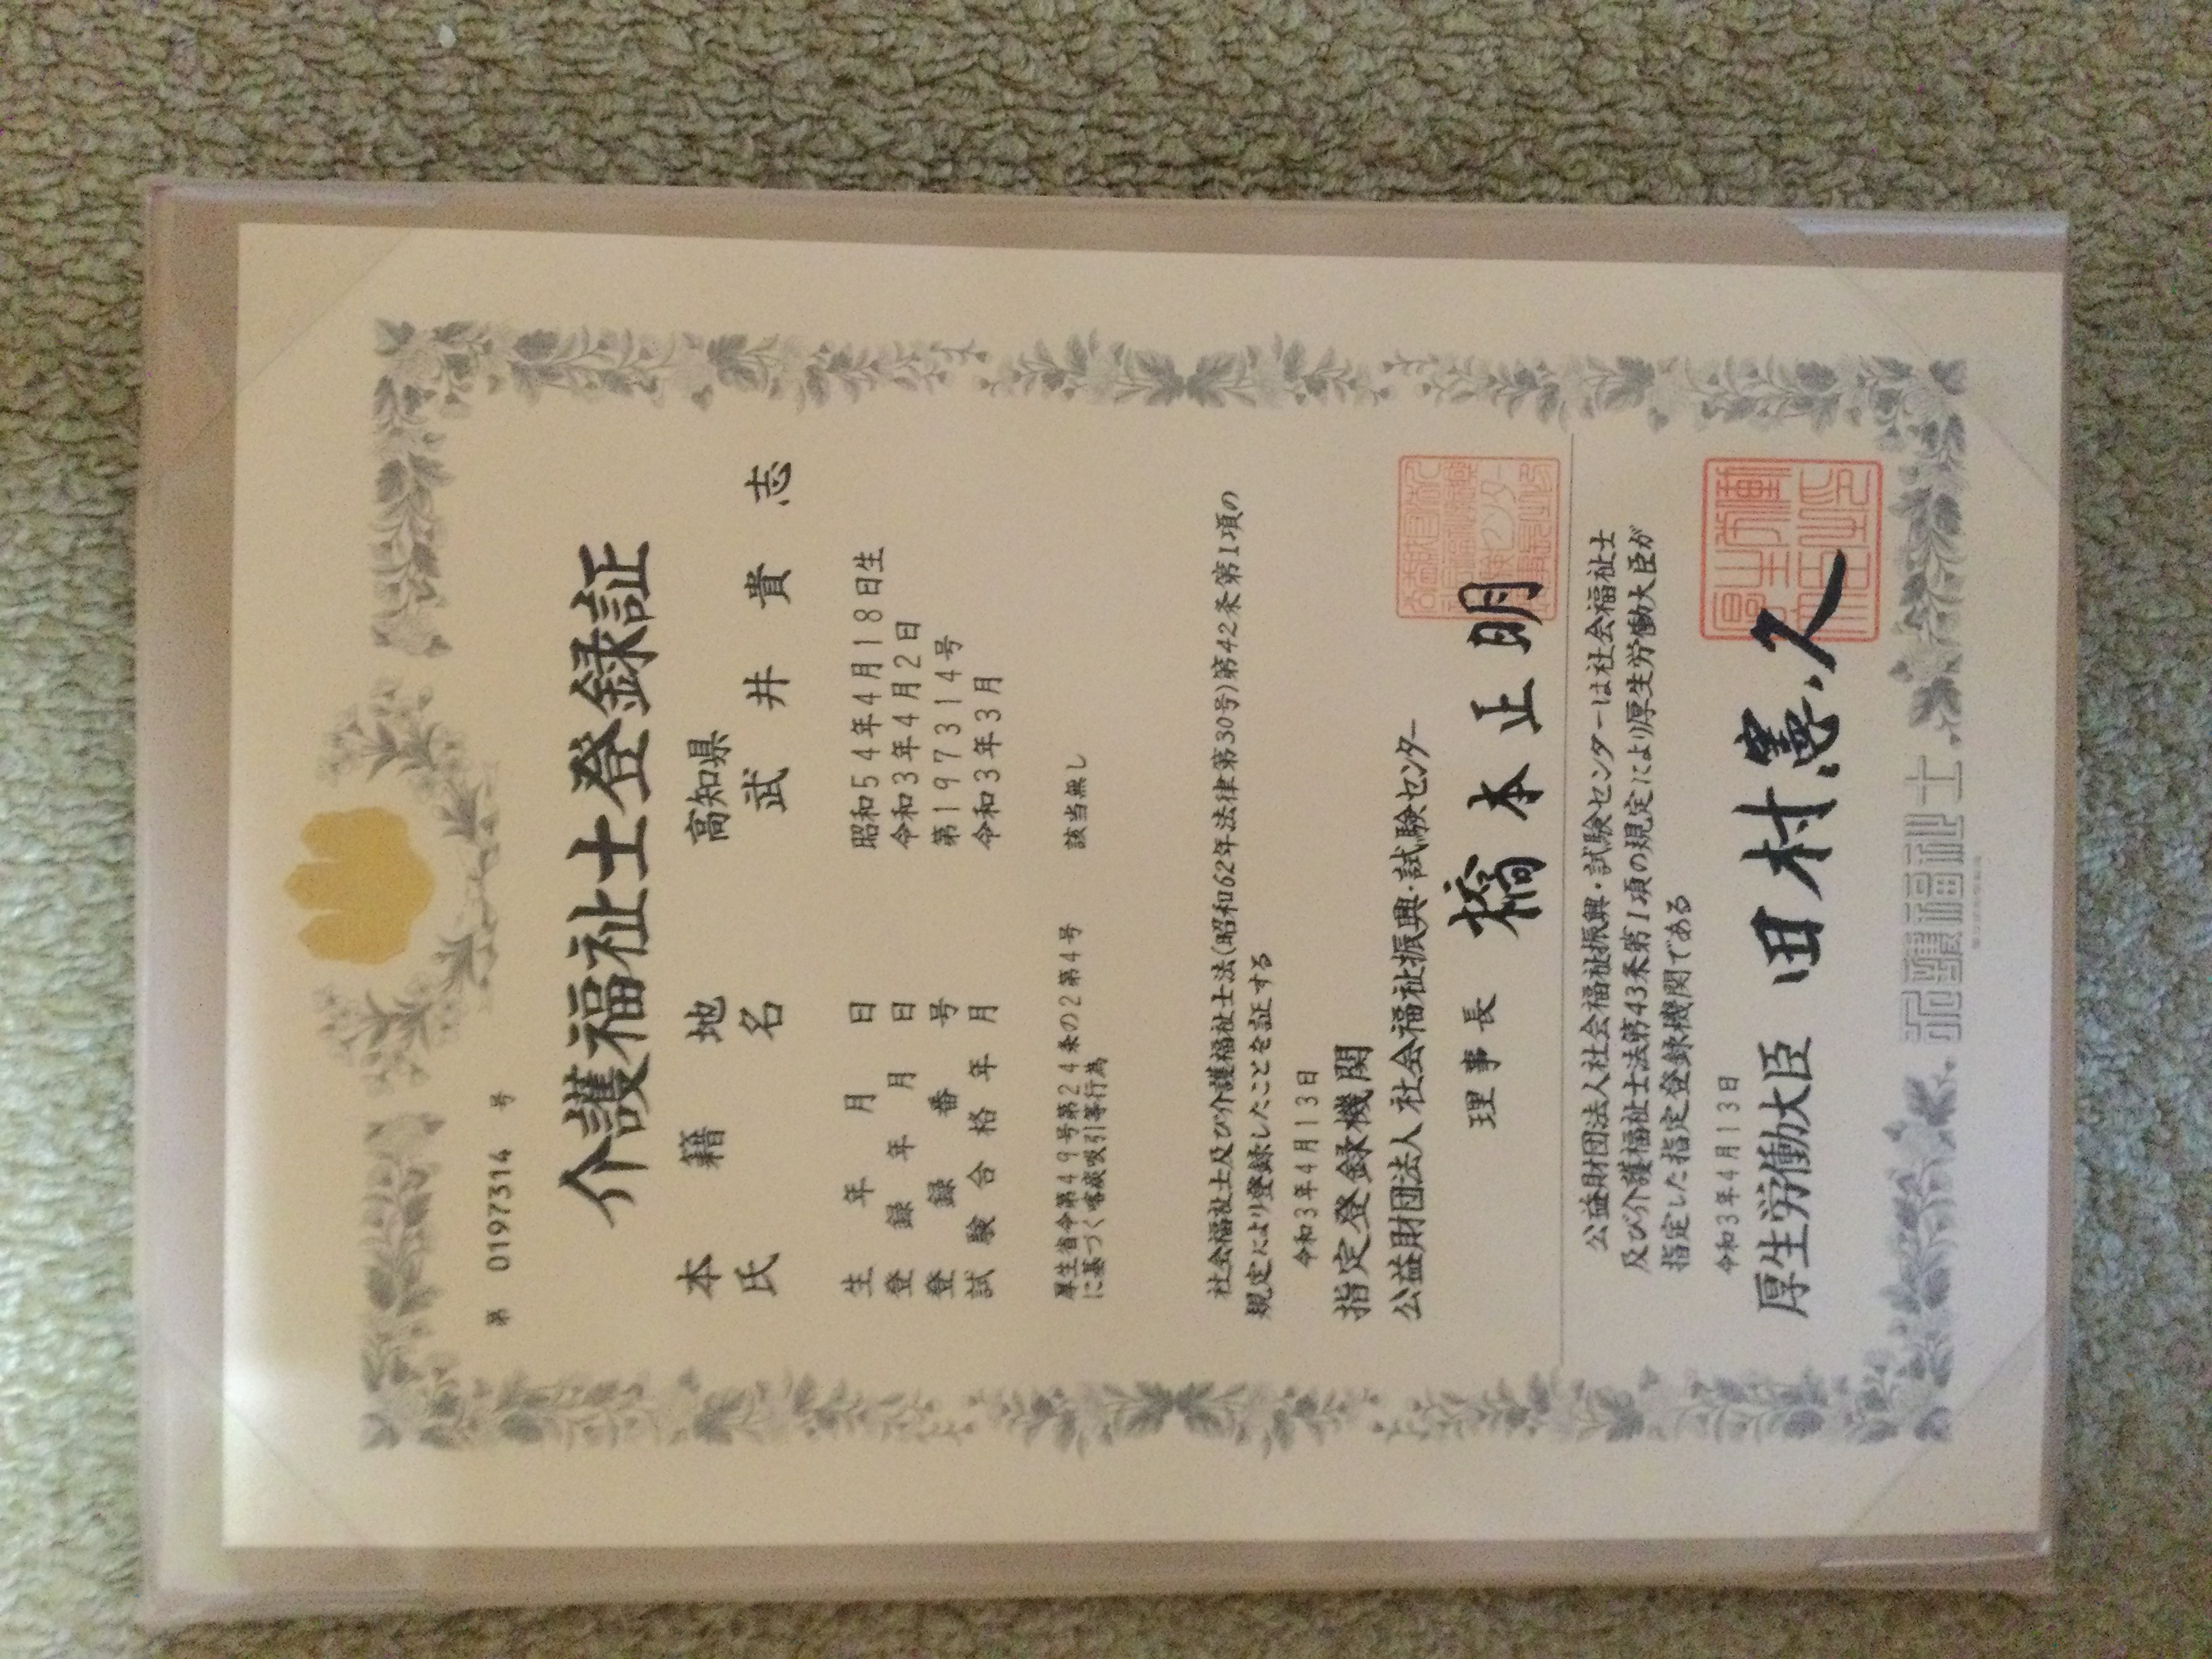 第 0197314 号
介護福祉士登録証
本籍地 高知県
氏名 武井貴志
生年月日 昭和54年4月18日生
登録年月日 令和3年4月2日
登録番号 第1973​14号
試験合格年月 令和3年3月
厚生省令第49号第24条の2第4号 該当無し
に基づく喀痰吸引等行為
社会福祉士及び介護福祉士法(昭和62年法律第30号)第42条第1項の
規定により登録したことを証する
令和3年4月13日
指定登録機関
公益財団法人 社会福祉振興・試験センター
理事長 橋本正明
公益財団法人社会福祉振興・試験センターは社会福祉士
及び介護福祉士法第43条第1項の規定により厚生労働大臣が
指定した指定登録機関である
令和3年4月13日
厚生労働大臣 田村憲久
介護福祉士